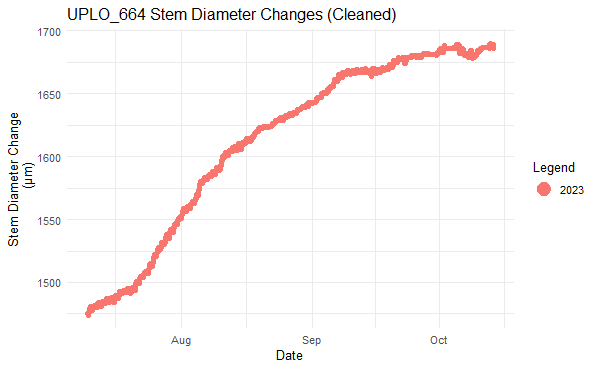 UPLO_664 Stem Diameter Changes (Cleaned)
1700
1650
1600
1550
1500
Stem Diameter Change
(μm)
Aug
Sep
Oct
Date
Legend
2023